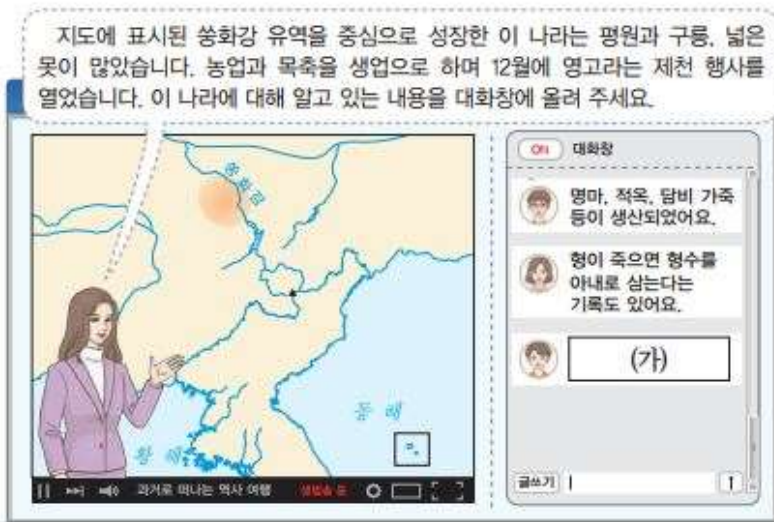 지도에 표시된 쑹화강 유역을 중심으로 성장한 이 나라는 평원과 구릉, 넓은
못이 많았습니다. 농업과 목축을 생업으로 하며 12월에 영고라는 제천 행사를
열었습니다. 이 나라에 대해 알고 있는 내용을 대화창에 올려 주세요.
쑹화강
동해
황해
과거로 떠나는 역사 여행
생방송 중
ON 대화창
명마, 적옥, 담비 가죽
등이 생산되었어요.
형이 죽으면 형수를
아내로 삼는다는
기록도 있어요.
(가)
글쓰기